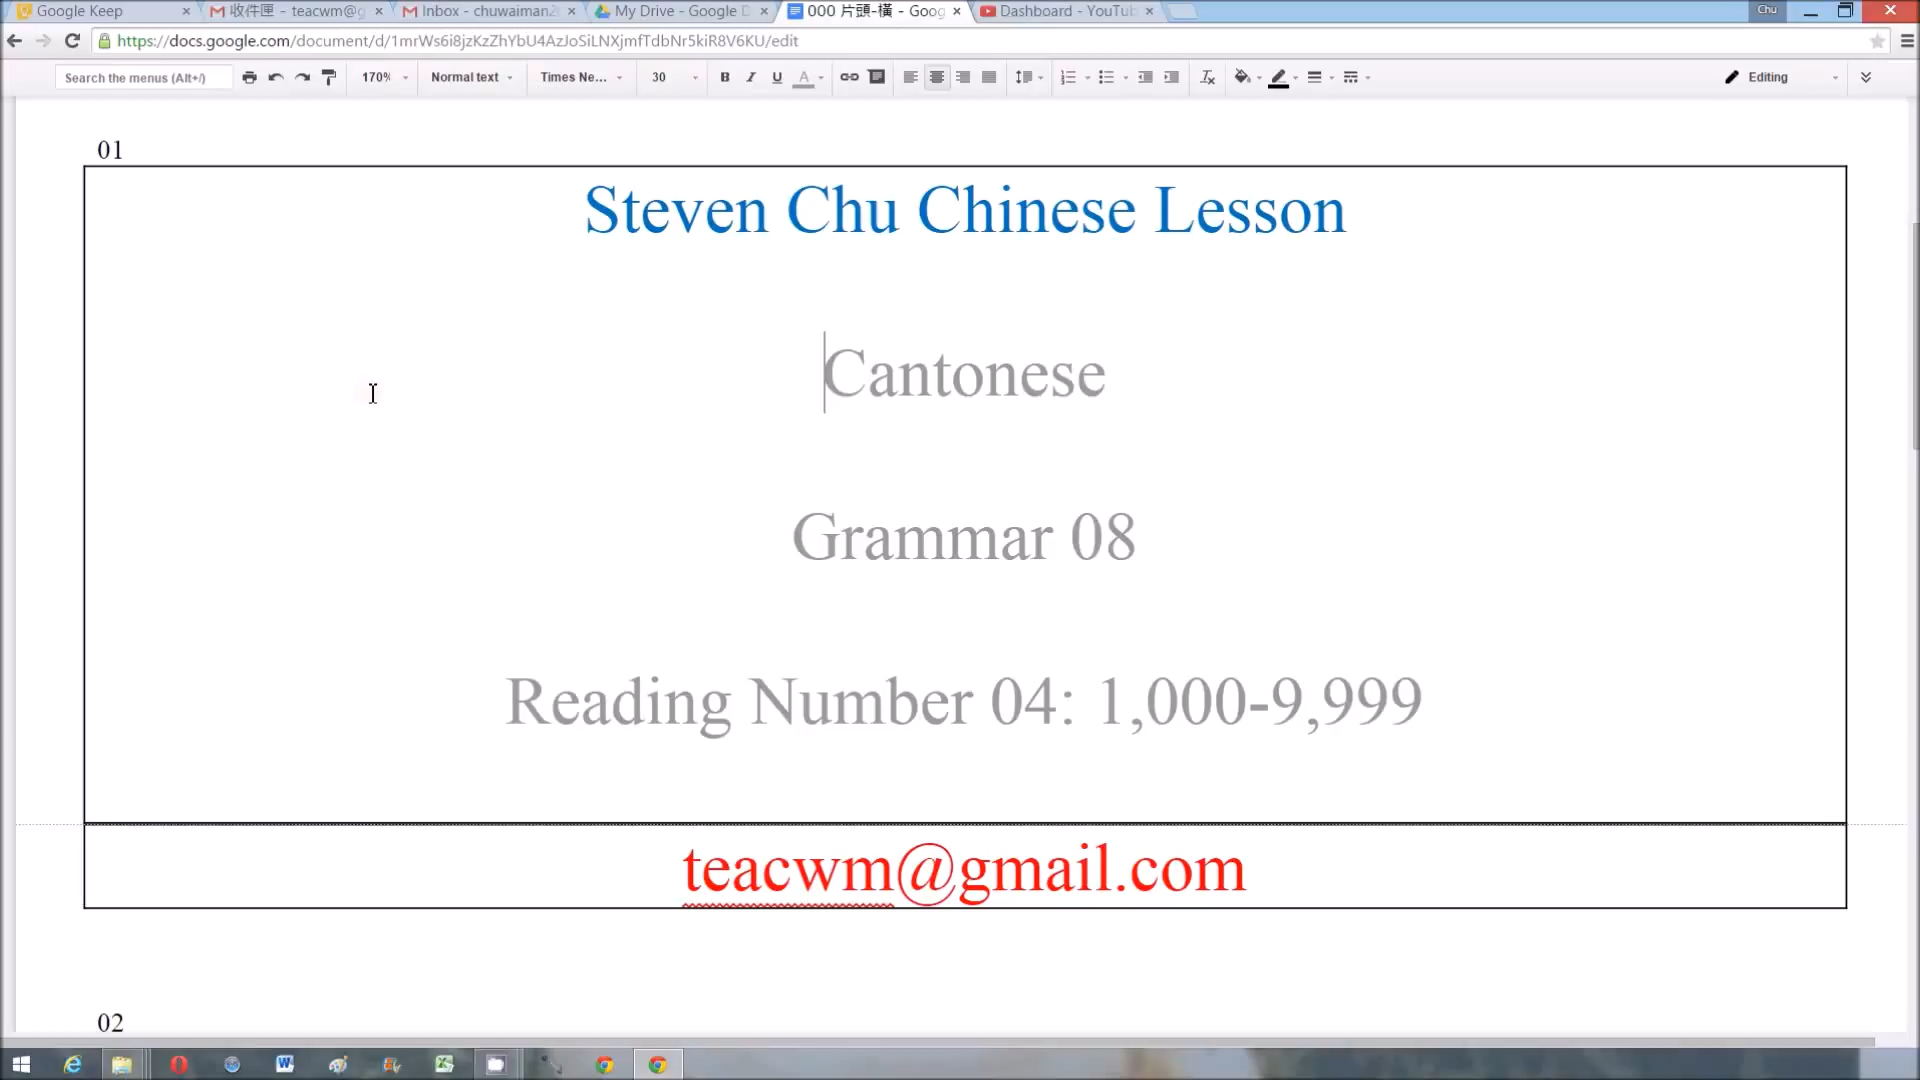 Google Keep
收件匣 - teacwm@g
Inbox - chuwaiman2
My Drive - Google D
000 片頭-橫 - Goog
Dashboard - YouTub
Chu
https://docs.google.com/document/d/1mrWs6i8jzKzZhYbU4AzJoSiLNXjmfTdbNr5kiR8V6KU/edit
Search the menus (Alt+/)
170%
Normal text
Times Ne...
30
B I U A
Editing
01
Steven Chu Chinese Lesson
Cantonese
Grammar 08
Reading Number 04: 1,000-9,999
teacwm@gmail.com
02